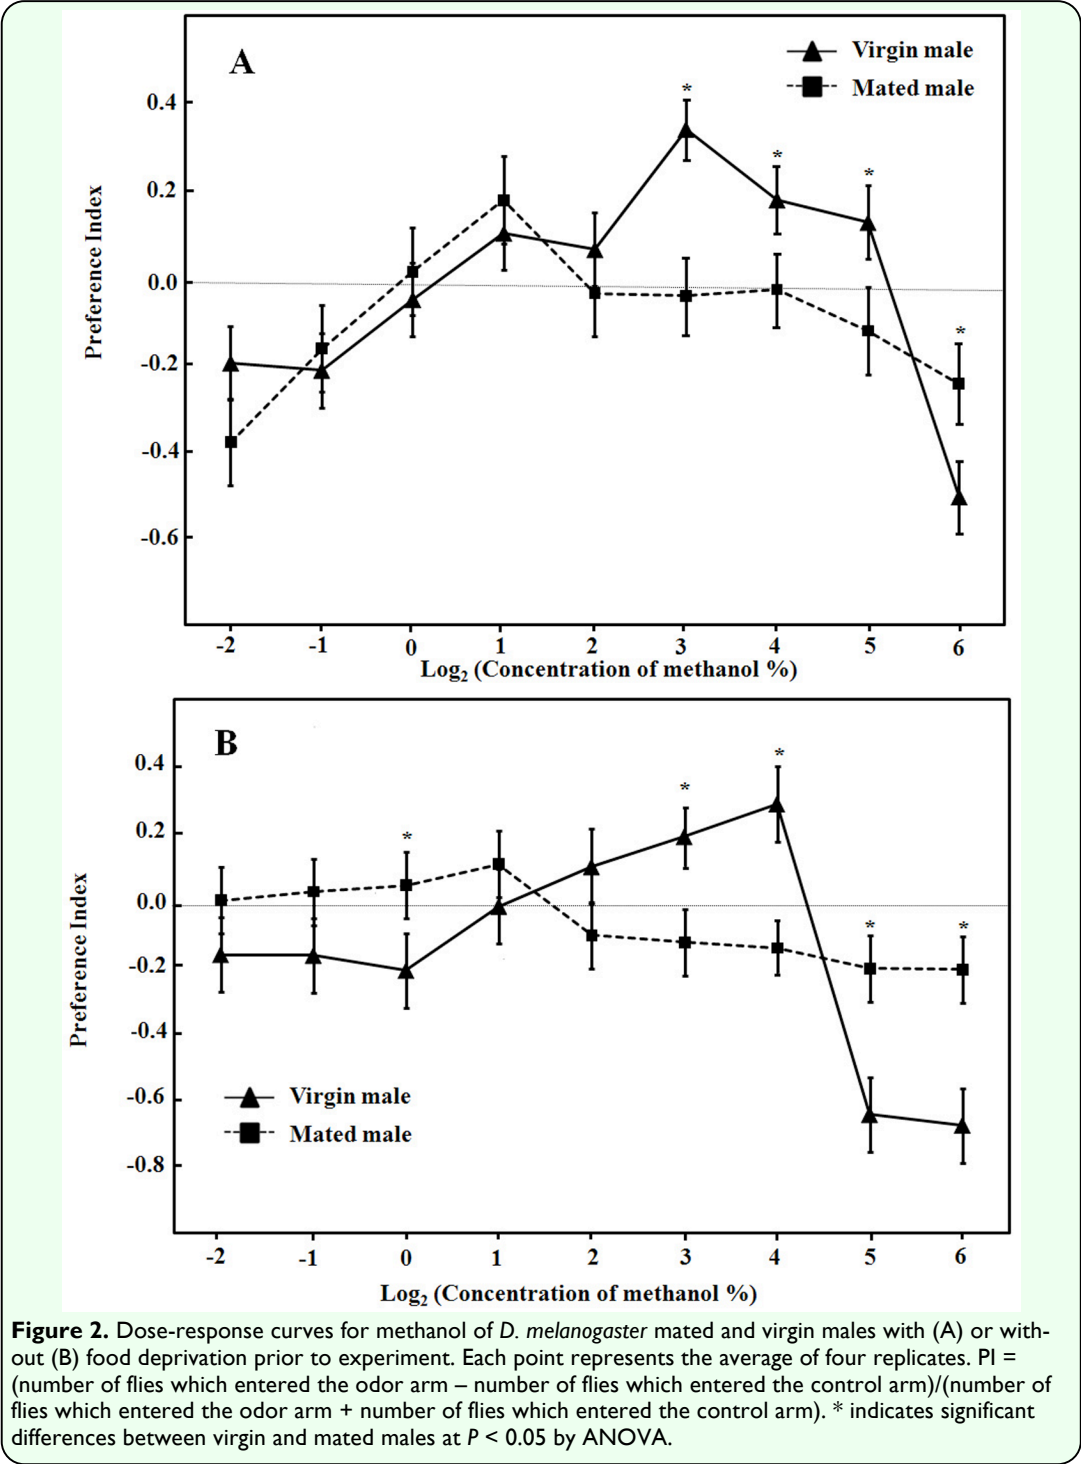 A
Virgin male
Mated male
*
*
*
*
0.4
0.2
0.0
-0.2
-0.4
-0.6
Preference Index
-2 -1 0 1 2 3 4 5 6
Log2 (Concentration of methanol %)
B
*
*
*
*
*
0.4
0.2
0.0
-0.2
-0.4
-0.6
-0.8
Preference Index
Virgin male
Mated male
-2 -1 0 1 2 3 4 5 6
Log2 (Concentration of methanol %)
Figure 2. Dose-response curves for methanol of D. melanogaster mated and virgin males with (A) or with-
out (B) food deprivation prior to experiment. Each point represents the average of four replicates. PI =
(number of flies which entered the odor arm – number of flies which entered the control arm)/(number of
flies which entered the odor arm + number of flies which entered the control arm). * indicates significant
differences between virgin and mated males at P < 0.05 by ANOVA.